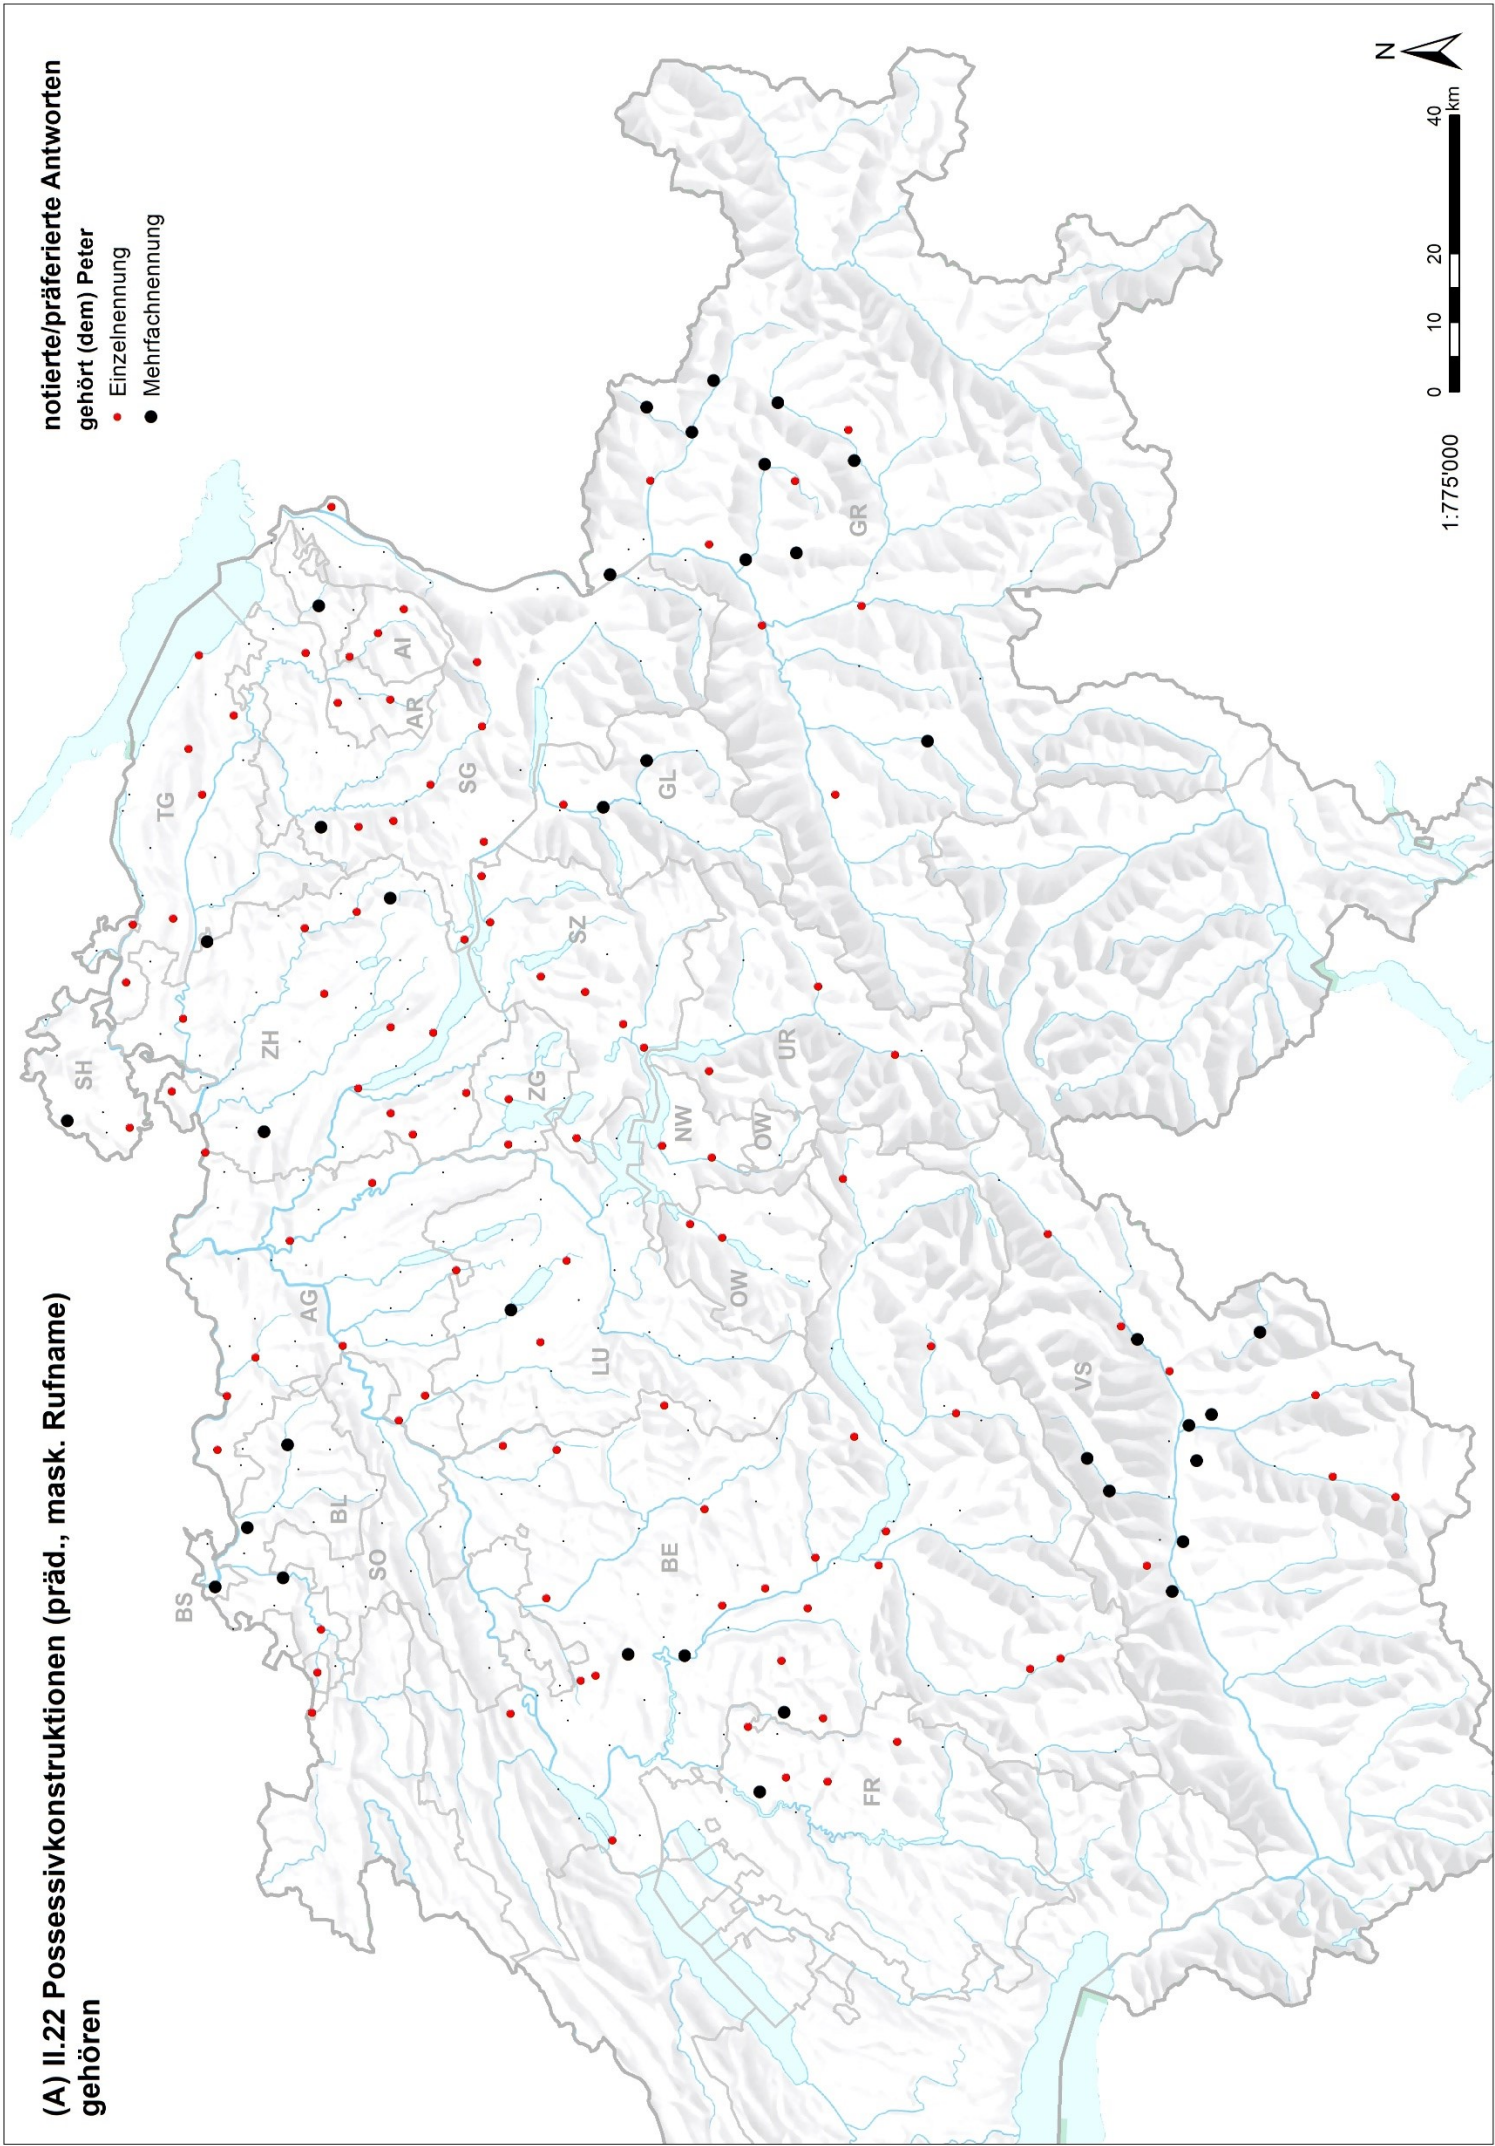 (A) II.22 Possessivkonstruktionen (präd., mask. Rufname)
gehören
notierte/präferierte Antworten
gehört (dem) Peter
Einzelnennung
Mehrfachnennung
BS
BL
SO
AG
SH
ZH
TG
AI
AR
SG
ZG
SZ
GL
LU
NW
OW
OW
UR
BE
FR
VS
GR
N
1:775'000
0
10
20
40
km